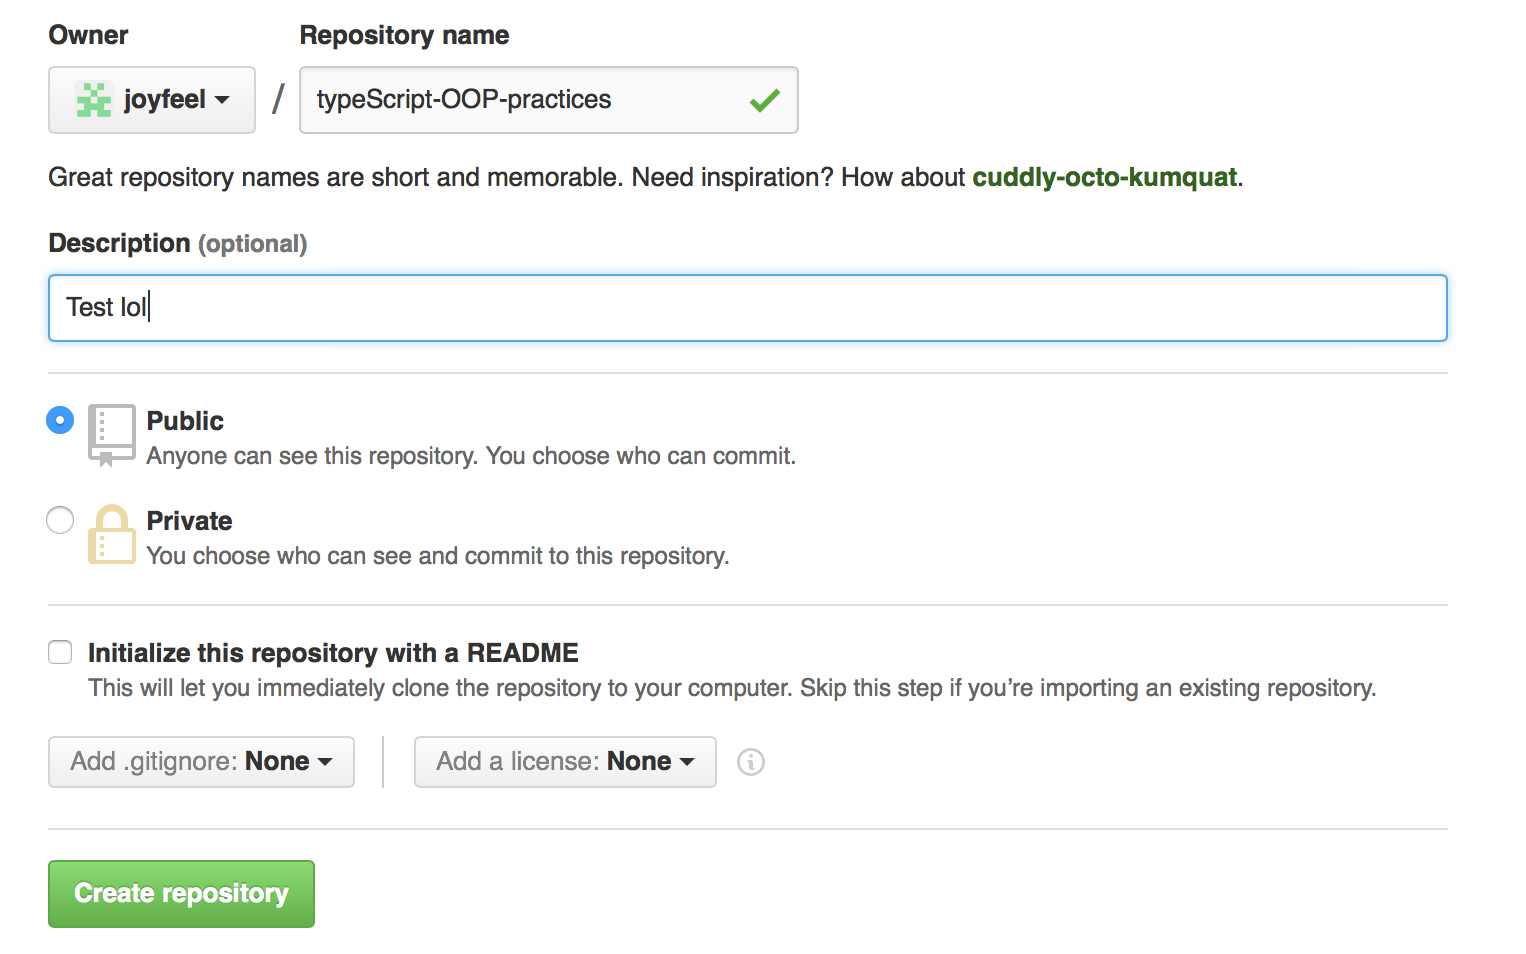 Owner Repository name
joyfeel / typeScript-OOP-practices
Great repository names are short and memorable. Need inspiration? How about cuddly-octo-kumquat.
Description (optional)
Test lol
Public
Anyone can see this repository. You choose who can commit.
Private
You choose who can see and commit to this repository.
Initialize this repository with a README
This will let you immediately clone the repository to your computer. Skip this step if you’re importing an existing repository.
Add .gitignore: None Add a license: None
Create repository